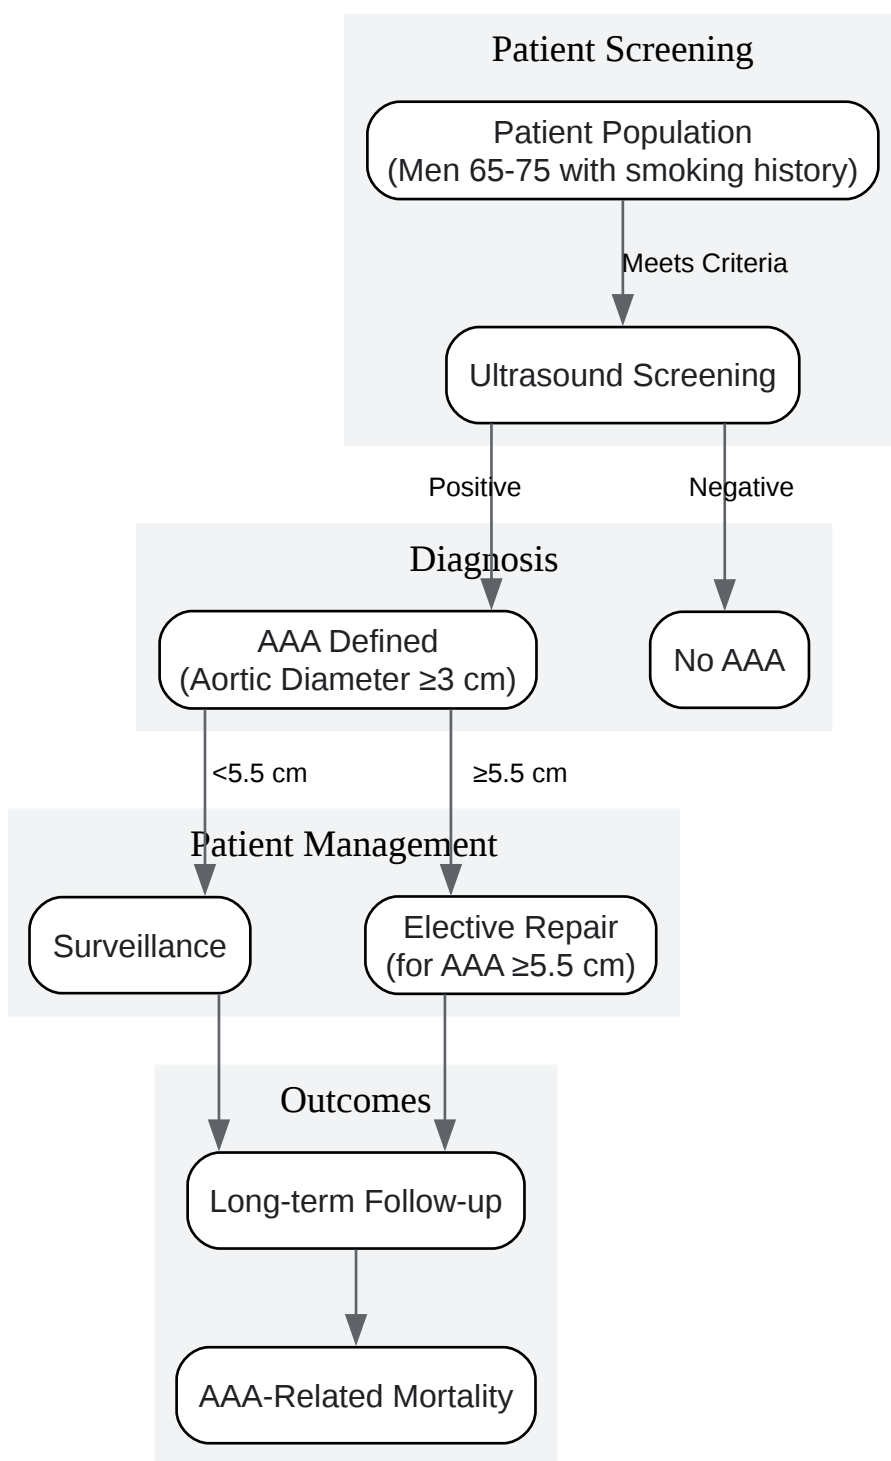 Patient Screening
Patient Population
(Men 65-75 with smoking history)
Meets Criteria
Ultrasound Screening
Positive
Negative
Diagnosis
AAA Defined
(Aortic Diameter ≥3 cm)
No AAA
<5.5 cm
≥5.5 cm
Patient Management
Surveillance
Elective Repair
(for AAA ≥5.5 cm)
Outcomes
Long-term Follow-up
AAA-Related Mortality